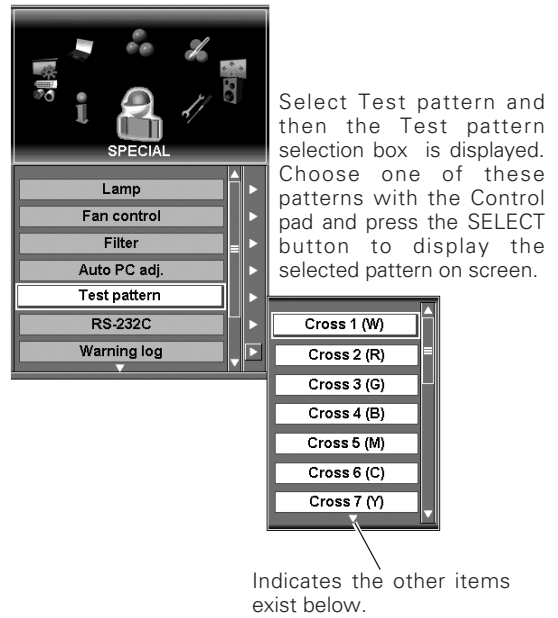 SPECIAL
Lamp
Fan control
Filter
Auto PC adj.
Test pattern
RS-232C
Warning log
Select Test pattern and
then the Test pattern
selection box is displayed.
Choose one of these
patterns with the Control
pad and press the SELECT
button to display the
selected pattern on screen.
Cross 1 (W)
Cross 2 (R)
Cross 3 (G)
Cross 4 (B)
Cross 5 (M)
Cross 6 (C)
Cross 7 (Y)
Indicates the other items
exist below.